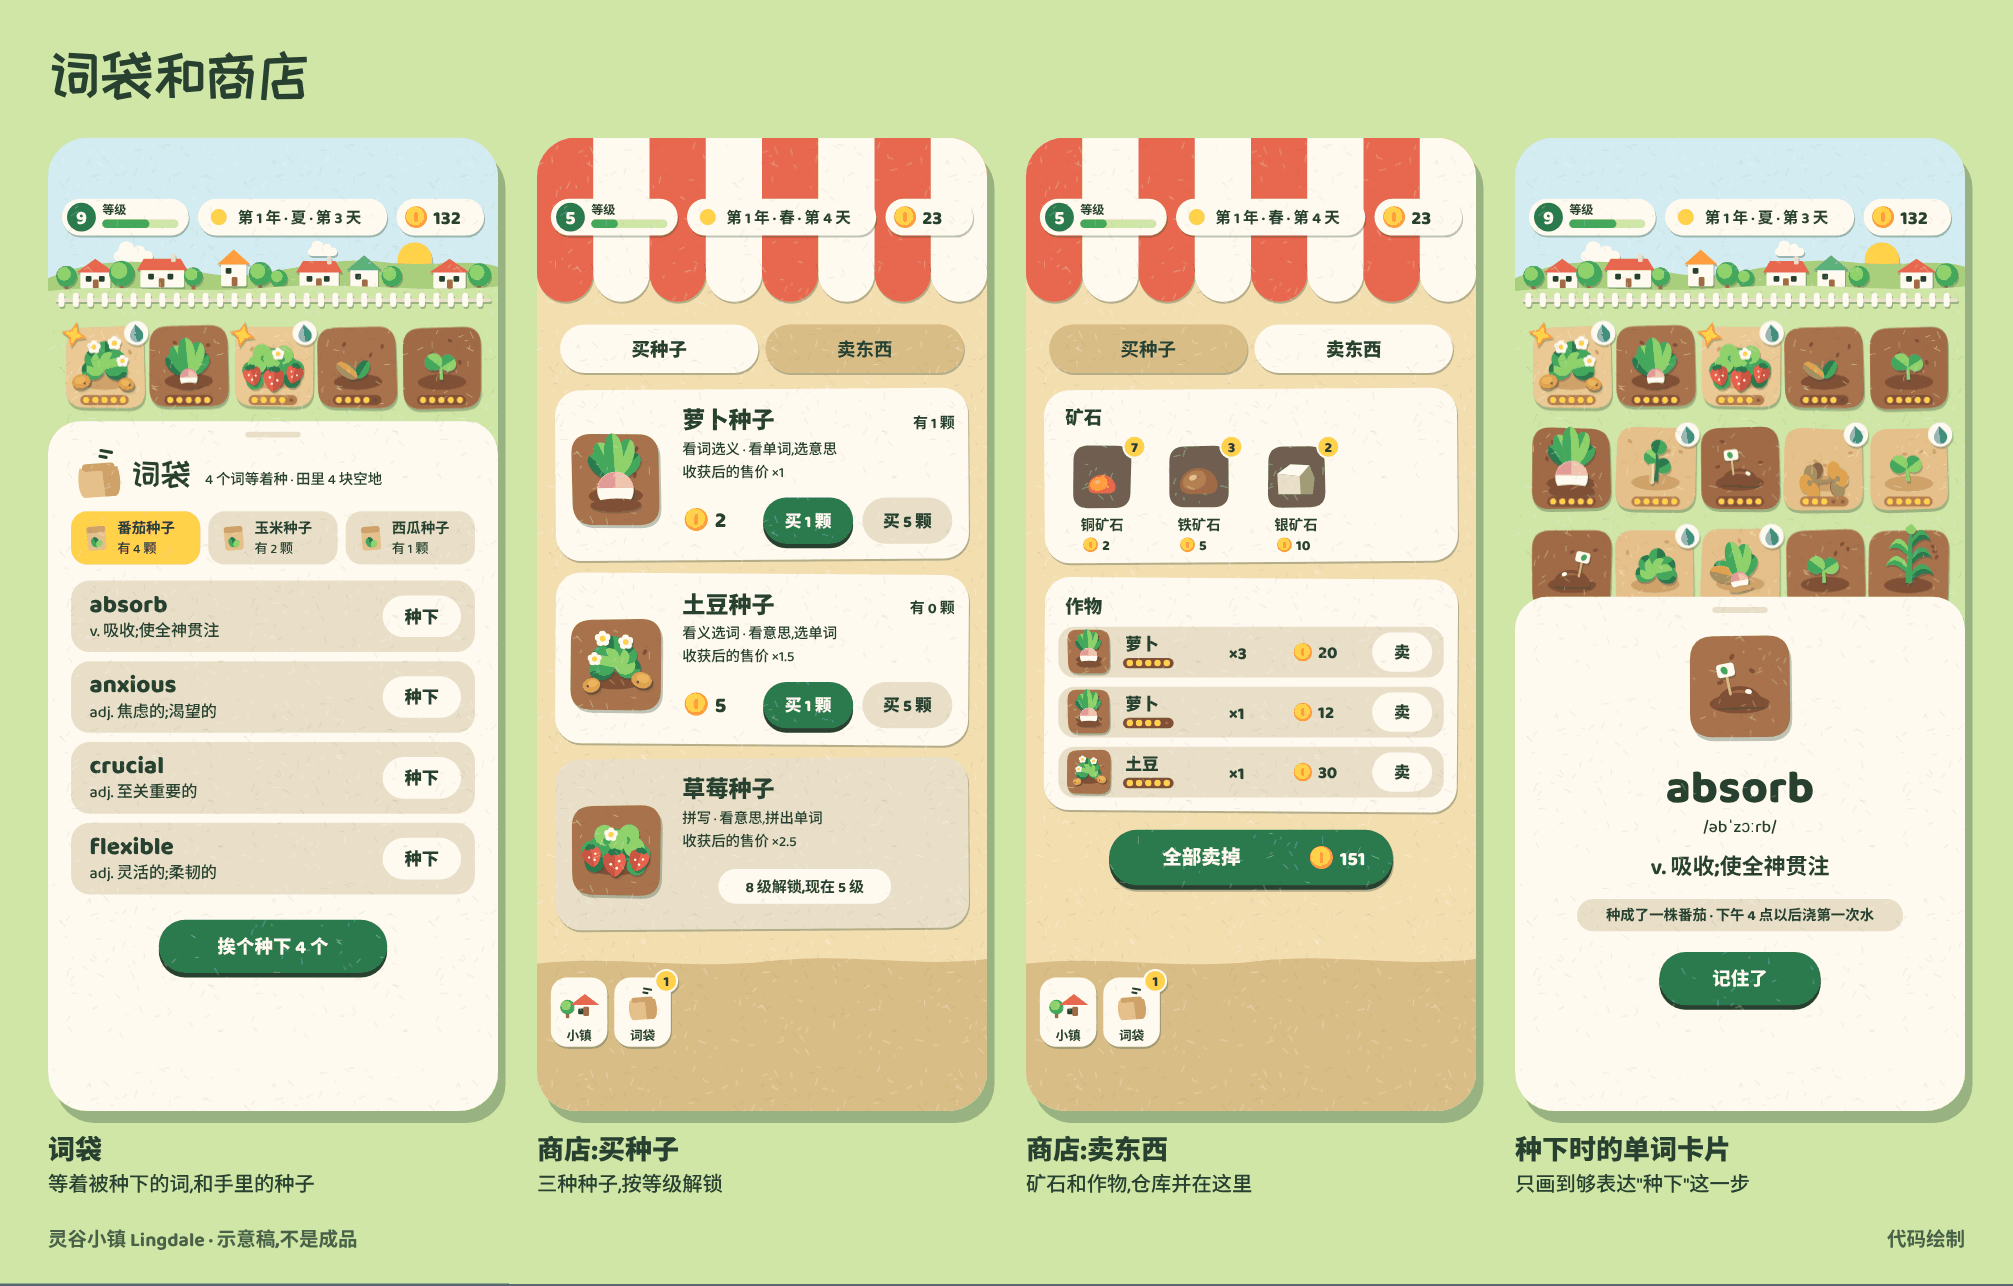 词袋和商店
9 等级
第1年·夏·第3天
132
词袋
4个词等着种·田里4块空地
番茄种子
有4颗
玉米种子
有2颗
西瓜种子
有1颗
absorb
v. 吸收;使全神贯注
种下
anxious
adj. 焦虑的;渴望的
种下
crucial
adj. 至关重要的
种下
flexible
adj. 灵活的;柔韧的
种下
挨个种下4个
词袋
等着被种下的词,和手里的种子
5 等级
第1年·春·第4天
23
买种子
卖东西
萝卜种子
有1颗
看词选义·看单词,选意思
收获后的售价×1
2
买1颗
买5颗
土豆种子
有0颗
看义选词·看意思,选单词
收获后的售价×1.5
5
买1颗
买5颗
草莓种子
拼写·看意思,拼出单词
收获后的售价×2.5
8级解锁,现在5级
小镇
1
词袋
商店:买种子
三种种子,按等级解锁
5 等级
第1年·春·第4天
23
买种子
卖东西
矿石
7
3
2
铜矿石
铁矿石
银矿石
2
5
10
作物
萝卜
×3
20
卖
萝卜
×1
12
卖
土豆
×1
30
卖
全部卖掉 151
小镇
1
词袋
商店:卖东西
矿石和作物,仓库并在这里
9 等级
第1年·夏·第3天
132
absorb
/əbˈzɔːrb/
v. 吸收;使全神贯注
种成了一株番茄·下午4点以后浇第一次水
记住了
种下时的单词卡片
只画到够表达"种下"这一步
灵谷小镇 Lingdale·示意稿,不是成品
代码绘制